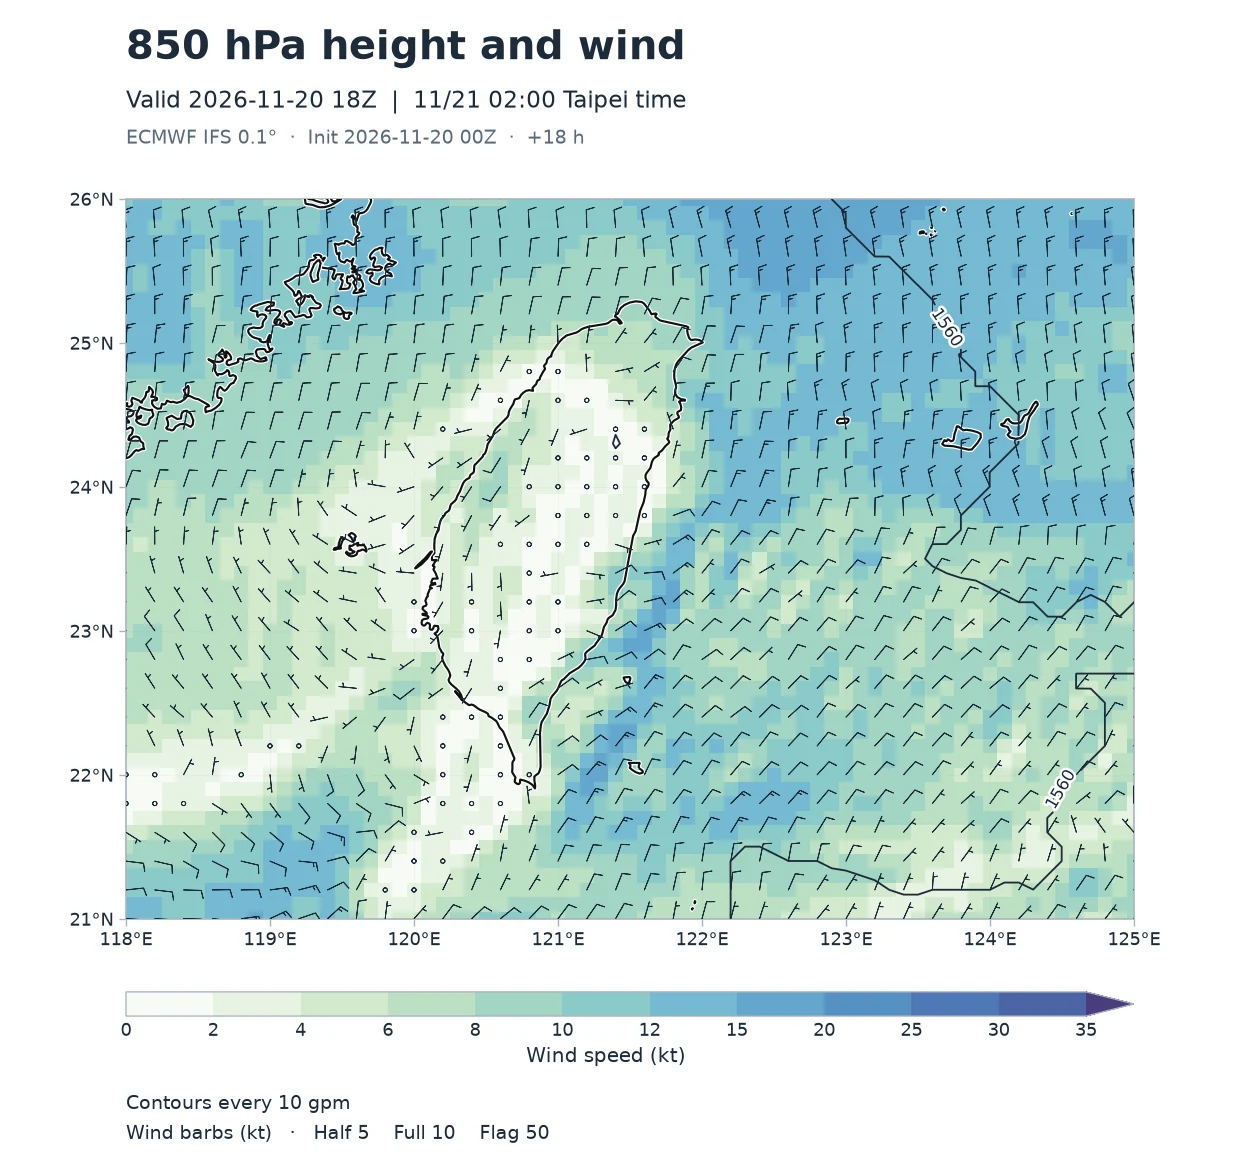 850 hPa height and wind
Valid 2026-11-20 18Z | 11/21 02:00 Taipei time
ECMWF IFS 0.1° · Init 2026-11-20 00Z · +18 h
26°N
25°N
24°N
23°N
22°N
21°N
1560
1560
118°E 119°E 120°E 121°E 122°E 123°E 124°E 125°E
0 2 4 6 8 10 12 15 20 25 30 35
Wind speed (kt)
Contours every 10 gpm
Wind barbs (kt) · Half 5 Full 10 Flag 50